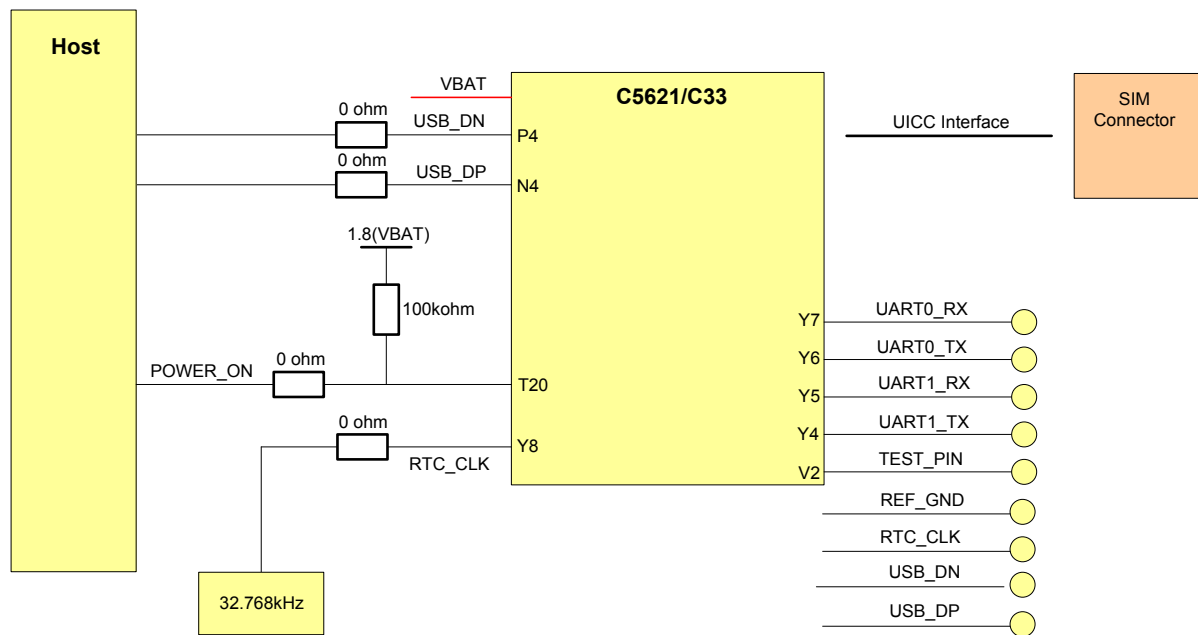 Host
VBAT
C5621/C33
SIM
Connector
UICC Interface
0 ohm
USB_DN
P4
0 ohm
USB_DP
N4
1.8(VBAT)
100kohm
Y7
UART0_RX
Y6
UART0_TX
0 ohm
POWER_ON
T20
Y5
UART1_RX
0 ohm
Y8
RTC_CLK
Y4
UART1_TX
V2
TEST_PIN
REF_GND
RTC_CLK
USB_DN
USB_DP
32.768kHz